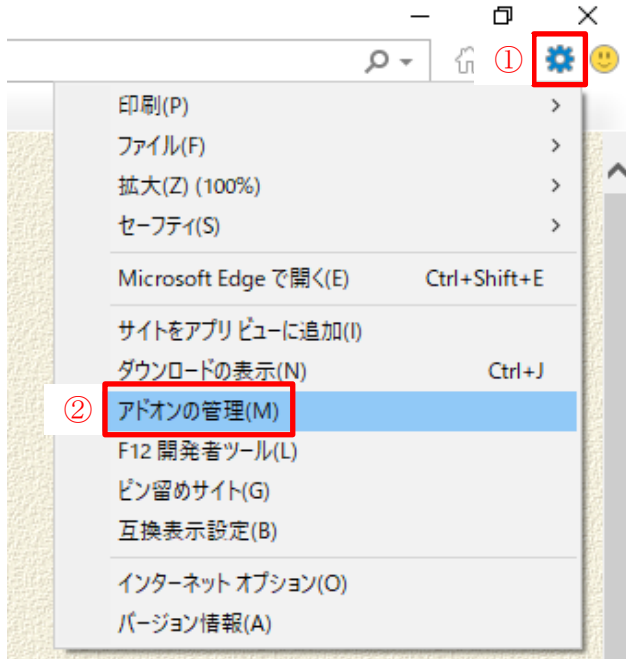 ①
印刷(P)
ファイル(F)
拡大(Z) (100%)
セーフティ(S)
Microsoft Edge で開く(E) Ctrl+Shift+E
サイトをアプリ ビューに追加(I)
ダウンロードの表示(N) Ctrl+J
② アドオンの管理(M)
F12 開発者ツール(L)
ピン留めサイト(G)
互換表示設定(B)
インターネット オプション(O)
バージョン情報(A)